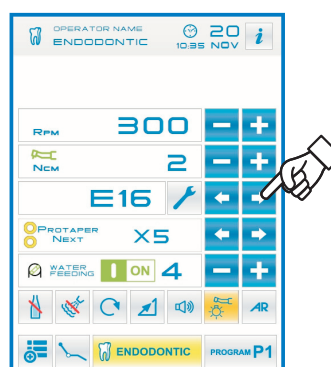 OPERATOR NAME 20
ENDODONTIC 10:35 NOV i
RPM 300 − +
NCM 2 − +
E16
PROTAPER
NEXT X5
WATER
FEEDING ON 4 − +
AR
ENDODONTIC PROGRAM P1